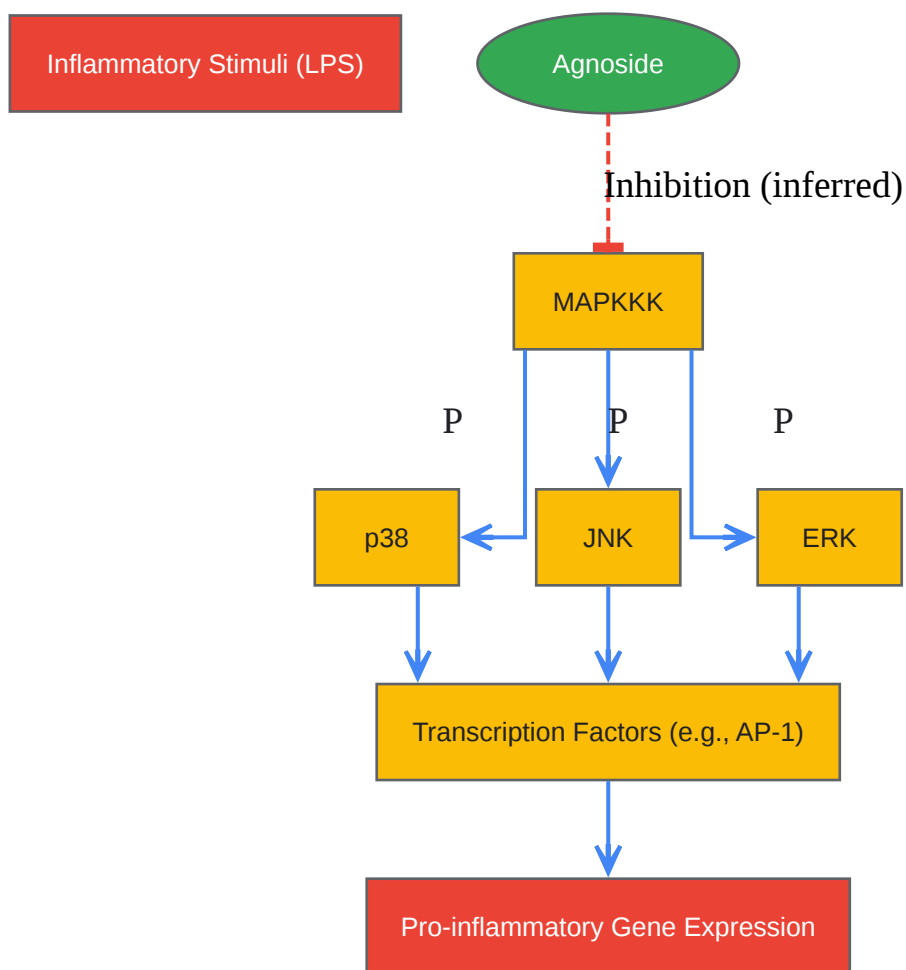 Inflammatory Stimuli (LPS)
Agnoside
Inhibition (inferred)
MAPKKK
P
P
P
p38
JNK
ERK
Transcription Factors (e.g., AP-1)
Pro-inflammatory Gene Expression